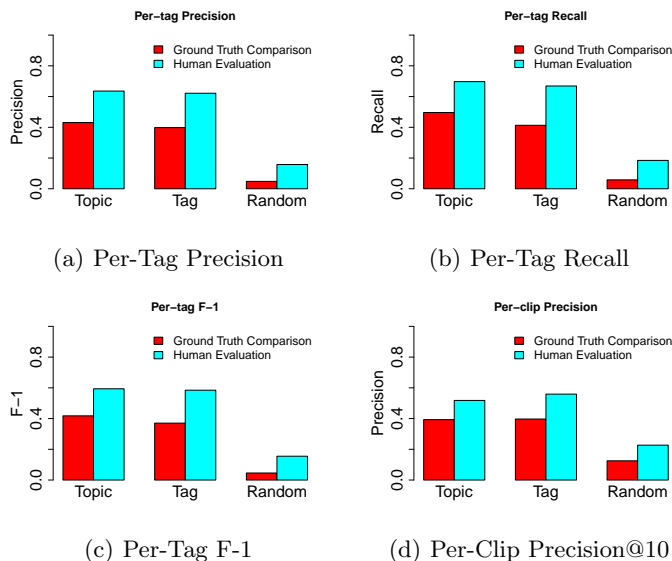 Per-tag Precision
Ground Truth Comparison
Human Evaluation
Precision
0.0 0.4 0.8
Topic Tag Random
(a) Per-Tag Precision
Per-tag Recall
Ground Truth Comparison
Human Evaluation
Recall
0.0 0.4 0.8
Topic Tag Random
(b) Per-Tag Recall
Per-tag F-1
Ground Truth Comparison
Human Evaluation
F-1
0.0 0.4 0.8
Topic Tag Random
(c) Per-Tag F-1
Per-clip Precision
Ground Truth Comparison
Human Evaluation
Precision
0.0 0.4 0.8
Topic Tag Random
(d) Per-Clip Precision@10